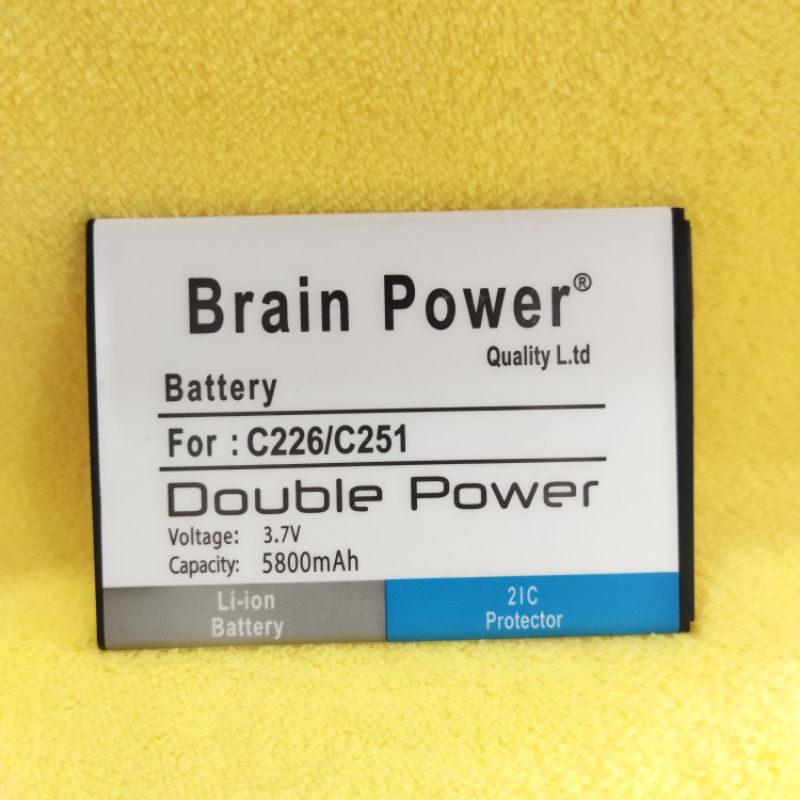 Brain Power®
Quality L.td
Battery
For : C226/C251
Double Power
Voltage: 3.7V
Capacity: 5800mAh
Li-ion
Battery
2IC
Protector